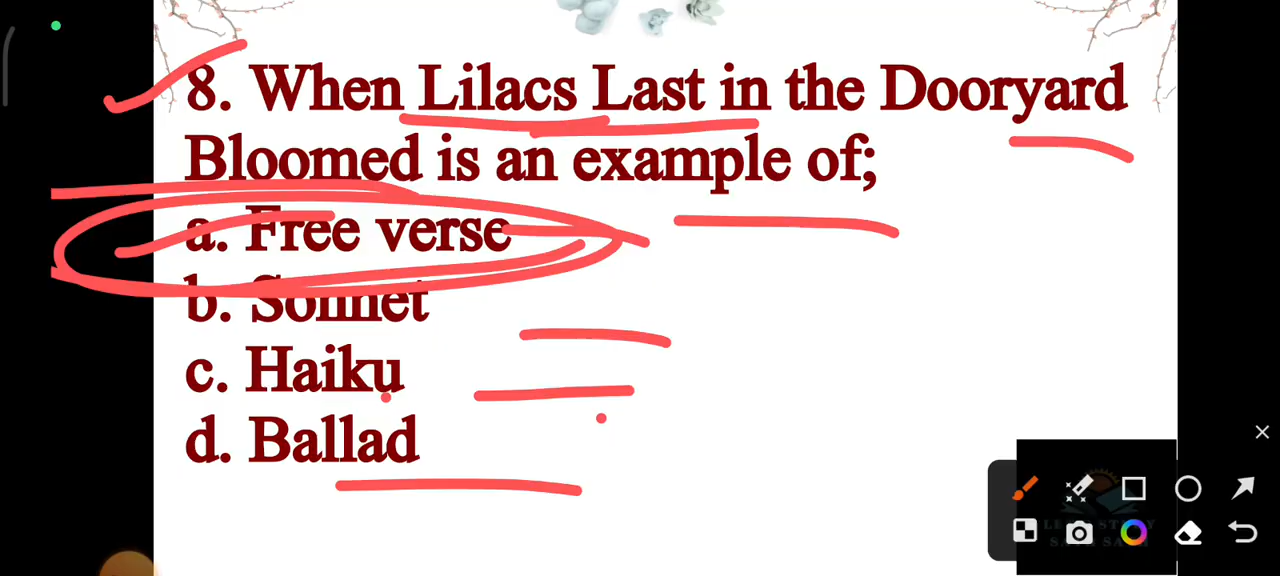 8. When Lilacs Last in the Dooryard
Bloomed is an example of;
a. Free verse
b. Sonnet
c. Haiku
d. Ballad